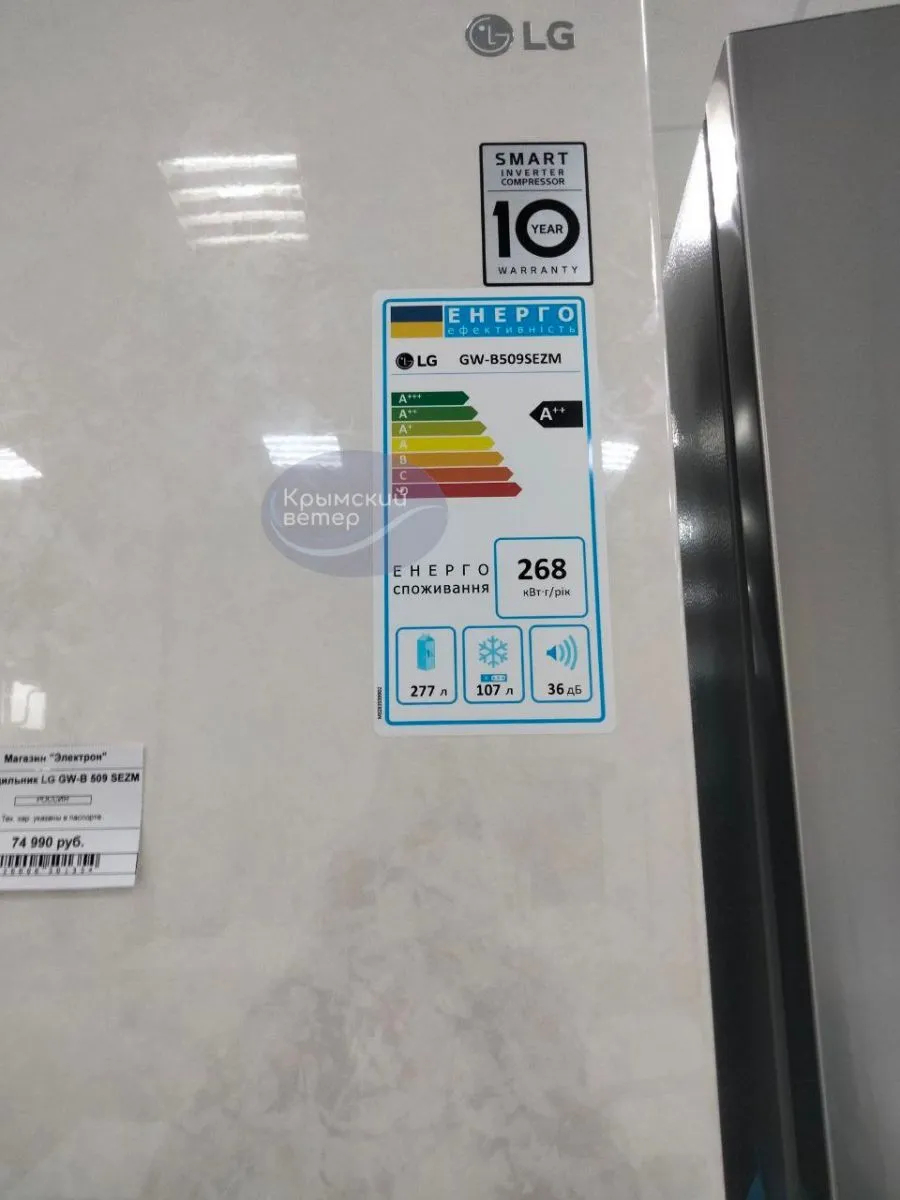 LG
SMART
INVERTER
COMPRESSOR
10 YEAR
WARRANTY
ЕНЕРГО
ефективність
LG GW-B509SEZM
A+++
A++
A++
A+
A
B
C
Крымский
ветер
ЕНЕРГО
споживання
268
кВт·г/рік
277 л
107 л
36 дБ
Магазин "Электрон"
LG GW-B 509 SEZM
РОССИЯ
Тех. хар. указаны в паспорте
74 990 руб.